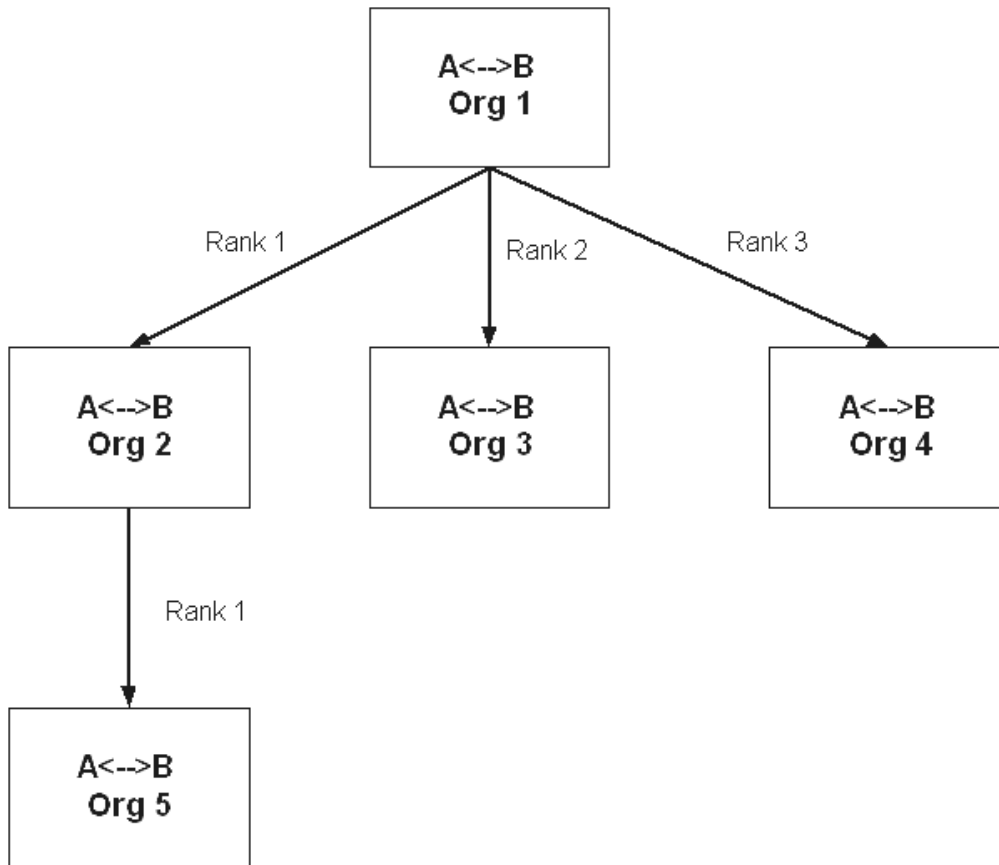 A<-->B
Org 1
Rank 1
Rank 2
Rank 3
A<-->B
Org 2
A<-->B
Org 3
A<-->B
Org 4
Rank 1
A<-->B
Org 5